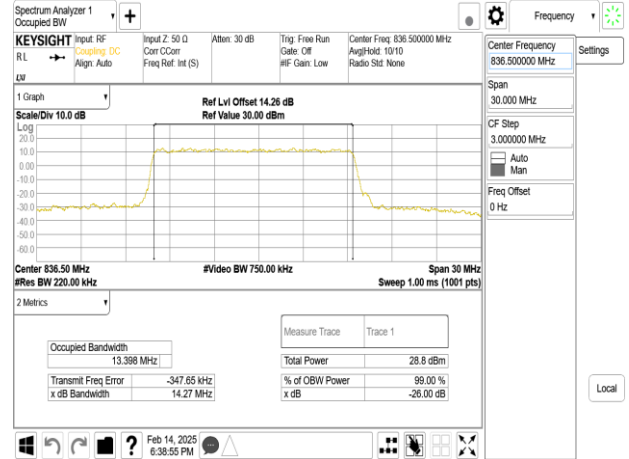 Spectrum Analyzer 1
Occupied BW
Frequency
KEYSIGHT
RL
Input: RF
Coupling: DC
Align: Auto
Input Z: 50 Ω
Corr CCorr
Freq Ref: Int (S)
Atten: 30 dB
Trig: Free Run
Gate: Off
#IF Gain: Low
Center Freq: 836.500000 MHz
Avg|Hold: 10/10
Radio Std: None
Center Frequency
836.500000 MHz
Settings
Span
30.000 MHz
CF Step
3.000000 MHz
Auto
Man
Freq Offset
0 Hz
Local
1 Graph
Scale/Div 10.0 dB
Ref Lvl Offset 14.26 dB
Ref Value 30.00 dBm
Log
20.0
10.0
0.00
-10.0
-20.0
-30.0
-40.0
-50.0
-60.0
Center 836.50 MHz
#Video BW 750.00 kHz
Span 30 MHz
#Res BW 220.00 kHz
Sweep 1.00 ms (1001 pts)
2 Metrics
Measure Trace
Trace 1
Occupied Bandwidth
13.398 MHz
Total Power
28.8 dBm
Transmit Freq Error
-347.65 kHz
% of OBW Power
99.00 %
x dB Bandwidth
14.27 MHz
x dB
-26.00 dB
?
Feb 14, 2025
6:38:55 PM